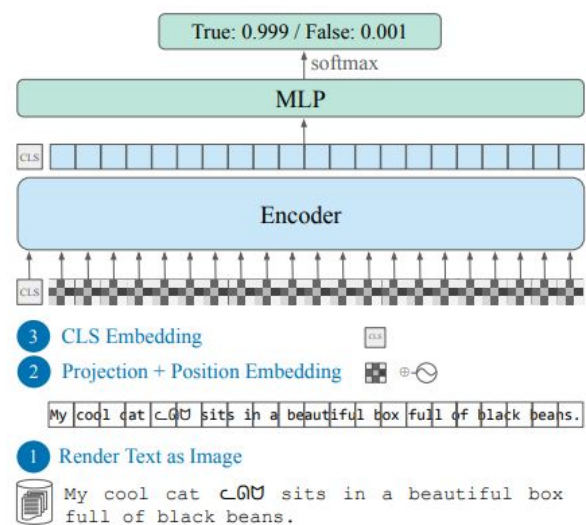 True: 0.999 / False: 0.001
softmax
MLP
CLS
Encoder
CLS
3 CLS Embedding CLS
2 Projection + Position Embedding
My cool cat ᓚᘏᗢ sits in a beautiful box full of black beans.
1 Render Text as Image
My cool cat ᓚᘏᗢ sits in a beautiful box
full of black beans.